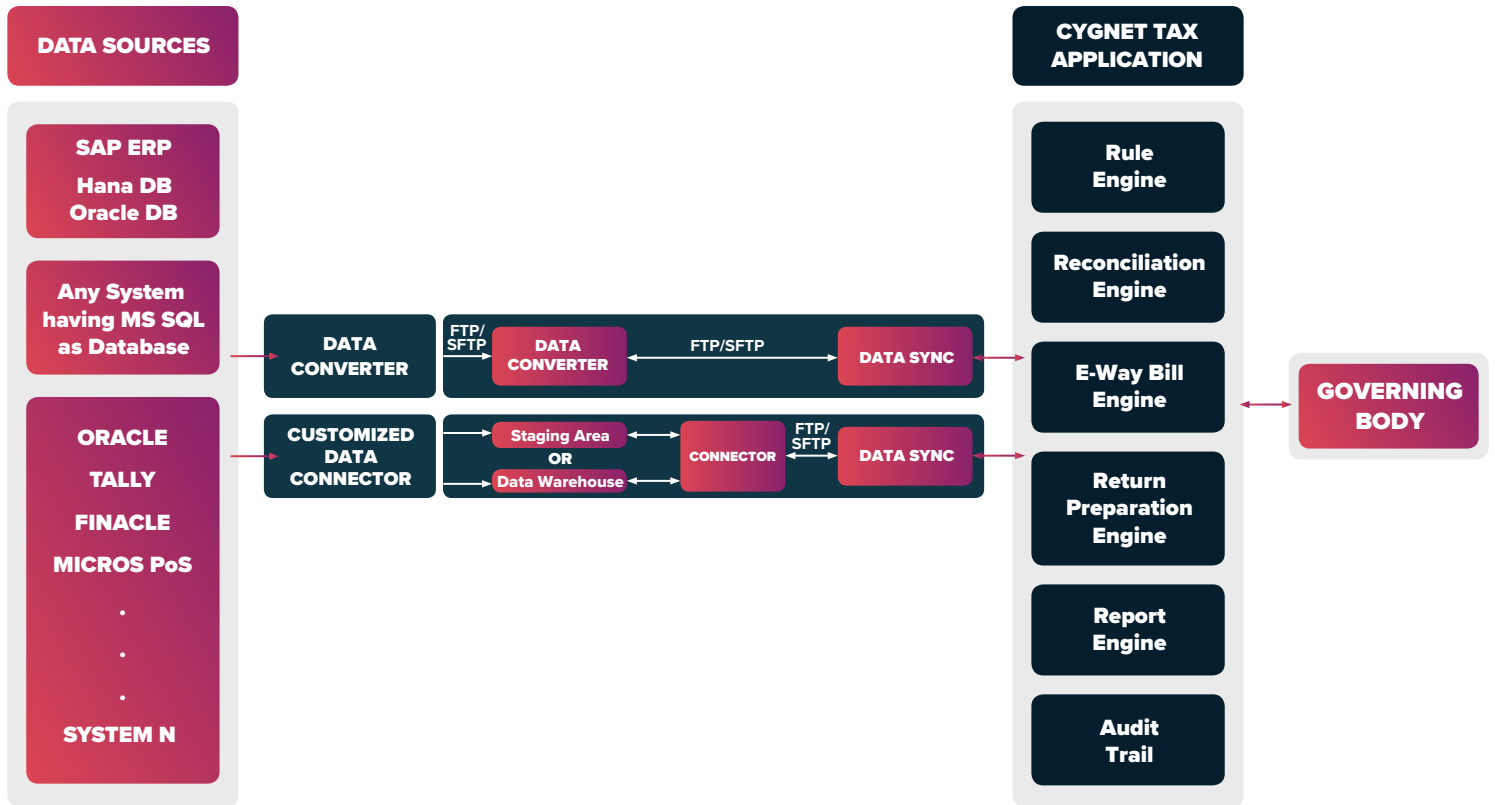 DATA SOURCES
SAP ERP
Hana DB
Oracle DB
Any System
having MS SQL
as Database
ORACLE
TALLY
FINACLE
MICROS PoS
.
.
.
SYSTEM N
DATA
CONVERTER
FTP/
SFTP
DATA
CONVERTER
FTP/SFTP
DATA SYNC
CUSTOMIZED
DATA
CONNECTOR
Staging Area
OR
Data Warehouse
CONNECTOR
FTP/
SFTP
DATA SYNC
CYGNET TAX
APPLICATION
Rule
Engine
Reconciliation
Engine
E-Way Bill
Engine
Return
Preparation
Engine
Report
Engine
Audit
Trail
GOVERNING
BODY